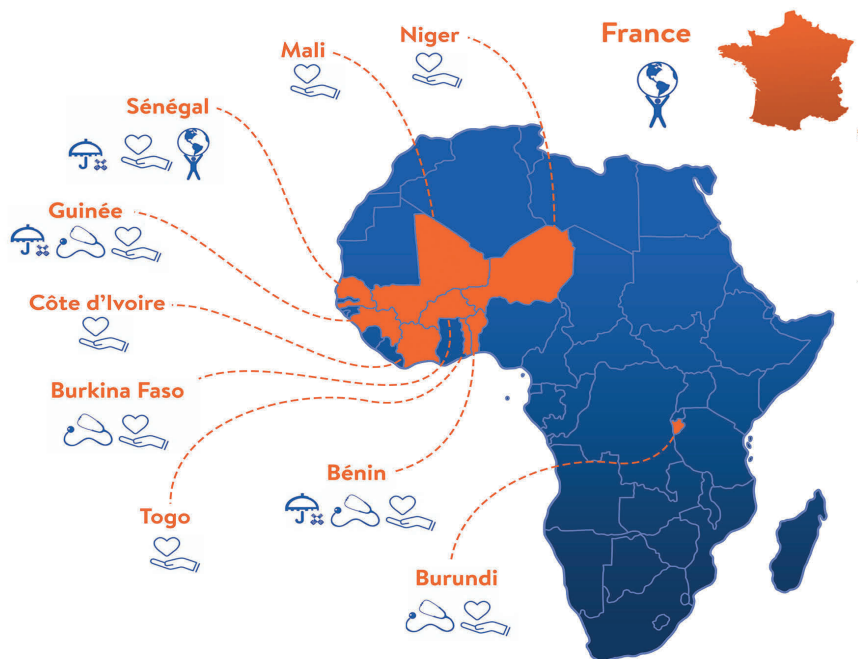 Mali
Niger
France
Sénégal
Guinée
Côte d'Ivoire
Burkina Faso
Bénin
Togo
Burundi